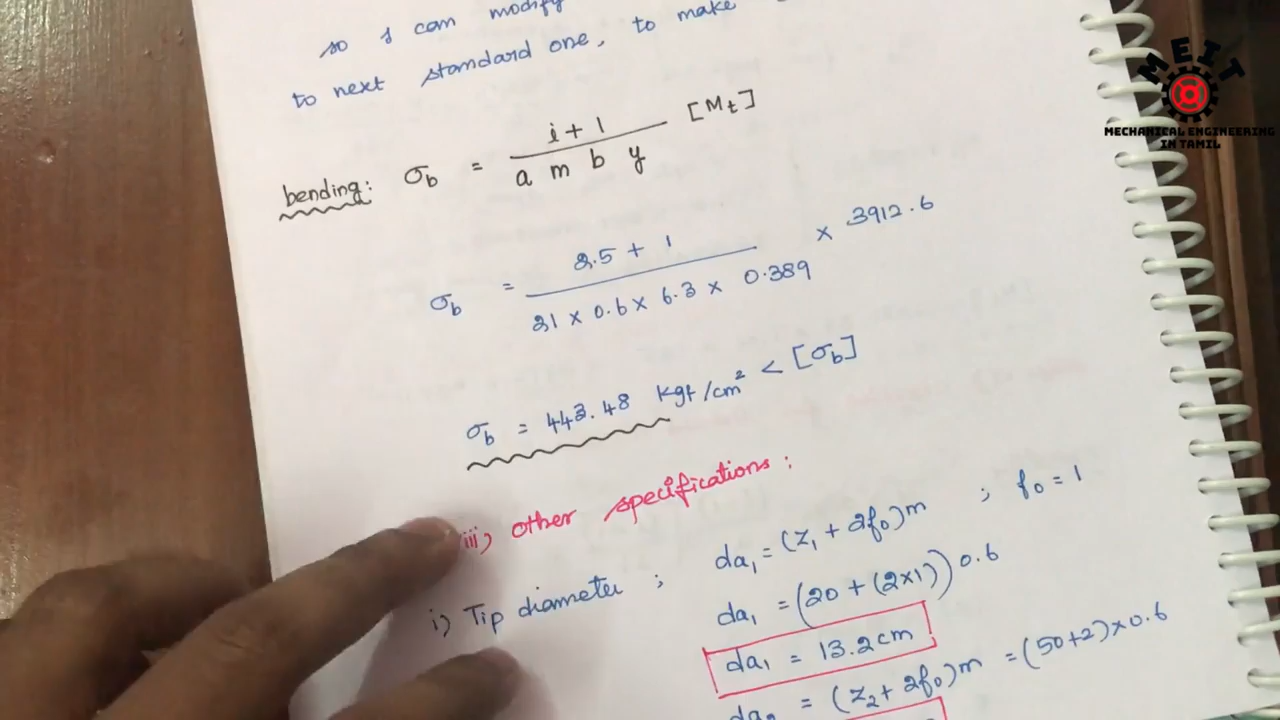 so I can modify
to next standard one, to make
bending: σb = i + 1 / a m b y [Mt]
σb = 2.5 + 1 / 21 × 0.6 × 6.3 × 0.389 × 3912.6
σb = 443.48 kgf/cm² < [σb]
iii) other specifications:
i) Tip diameter ; da₁ = (z₁ + 2f₀)m ; f₀ = 1
da₁ = (20 + (2×1)) 0.6
da₁ = 13.2 cm
da₂ = (z₂ + 2f₀)m = (50+2)×0.6
MEIT
MECHANICAL ENGINEERING
IN TAMIL